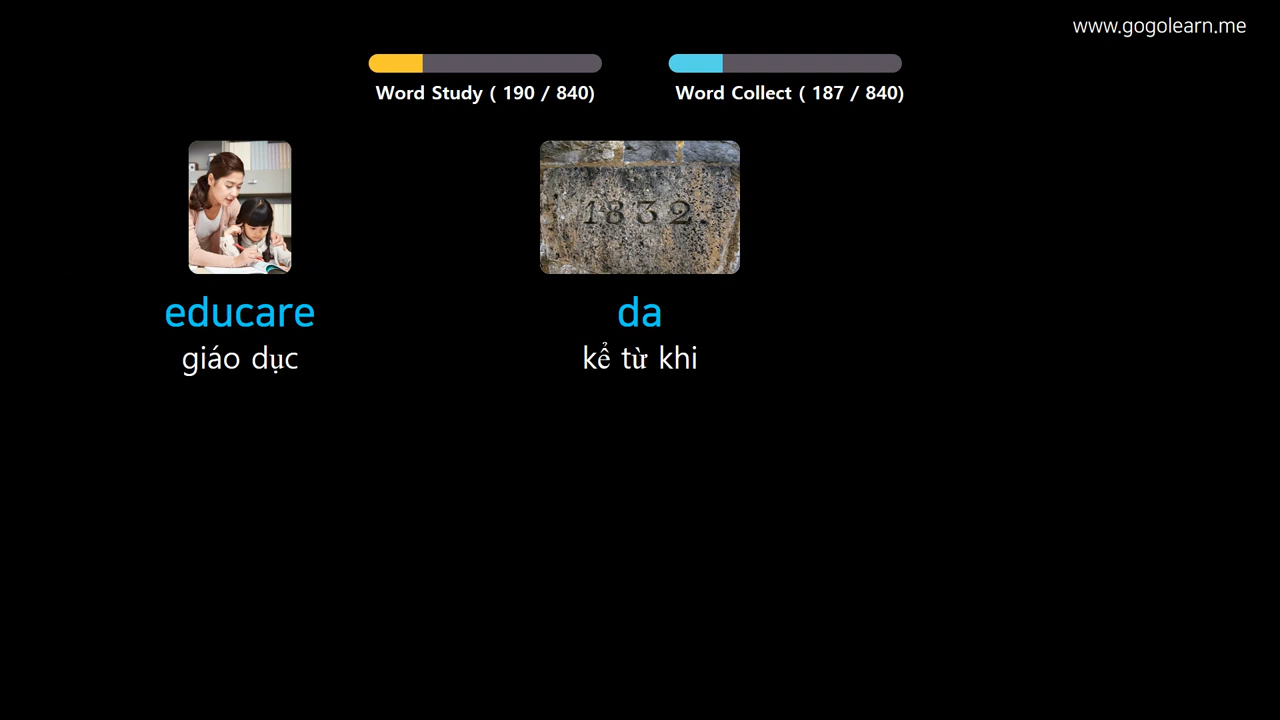 www.gogolearn.me
Word Study ( 190 / 840)
Word Collect ( 187 / 840)
1832.
educare
da
giáo dục
kể từ khi